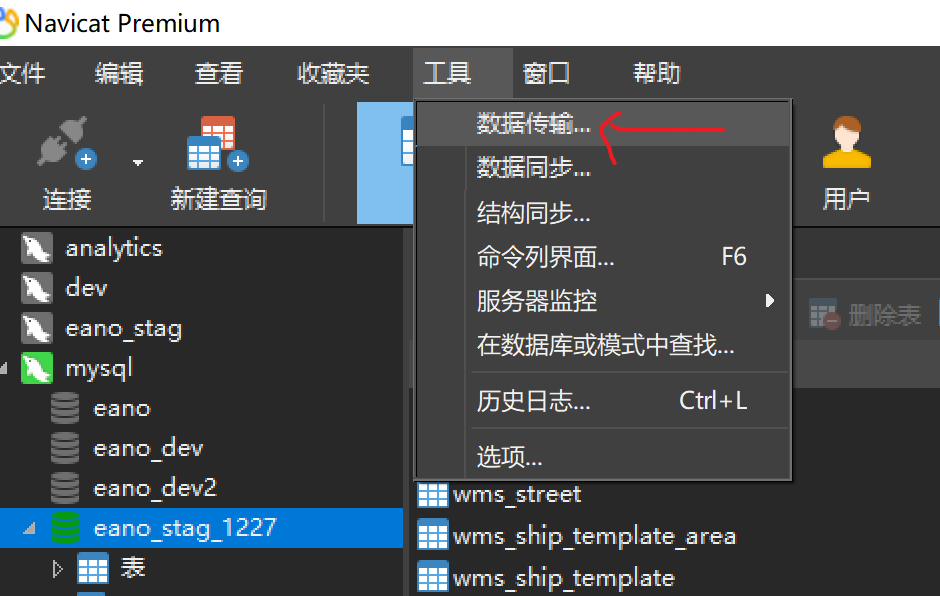 Navicat Premium
文件 编辑 查看 收藏夹 工具 窗口 帮助
连接 新建查询 用户
数据传输...
数据同步...
结构同步...
命令列界面... F6
服务器监控
在数据库或模式中查找...
历史日志... Ctrl+L
选项...
删除表
analytics
dev
eano_stag
mysql
eano
eano_dev
eano_dev2
eano_stag_1227
表
wms_street
wms_ship_template_area
wms_ship_template